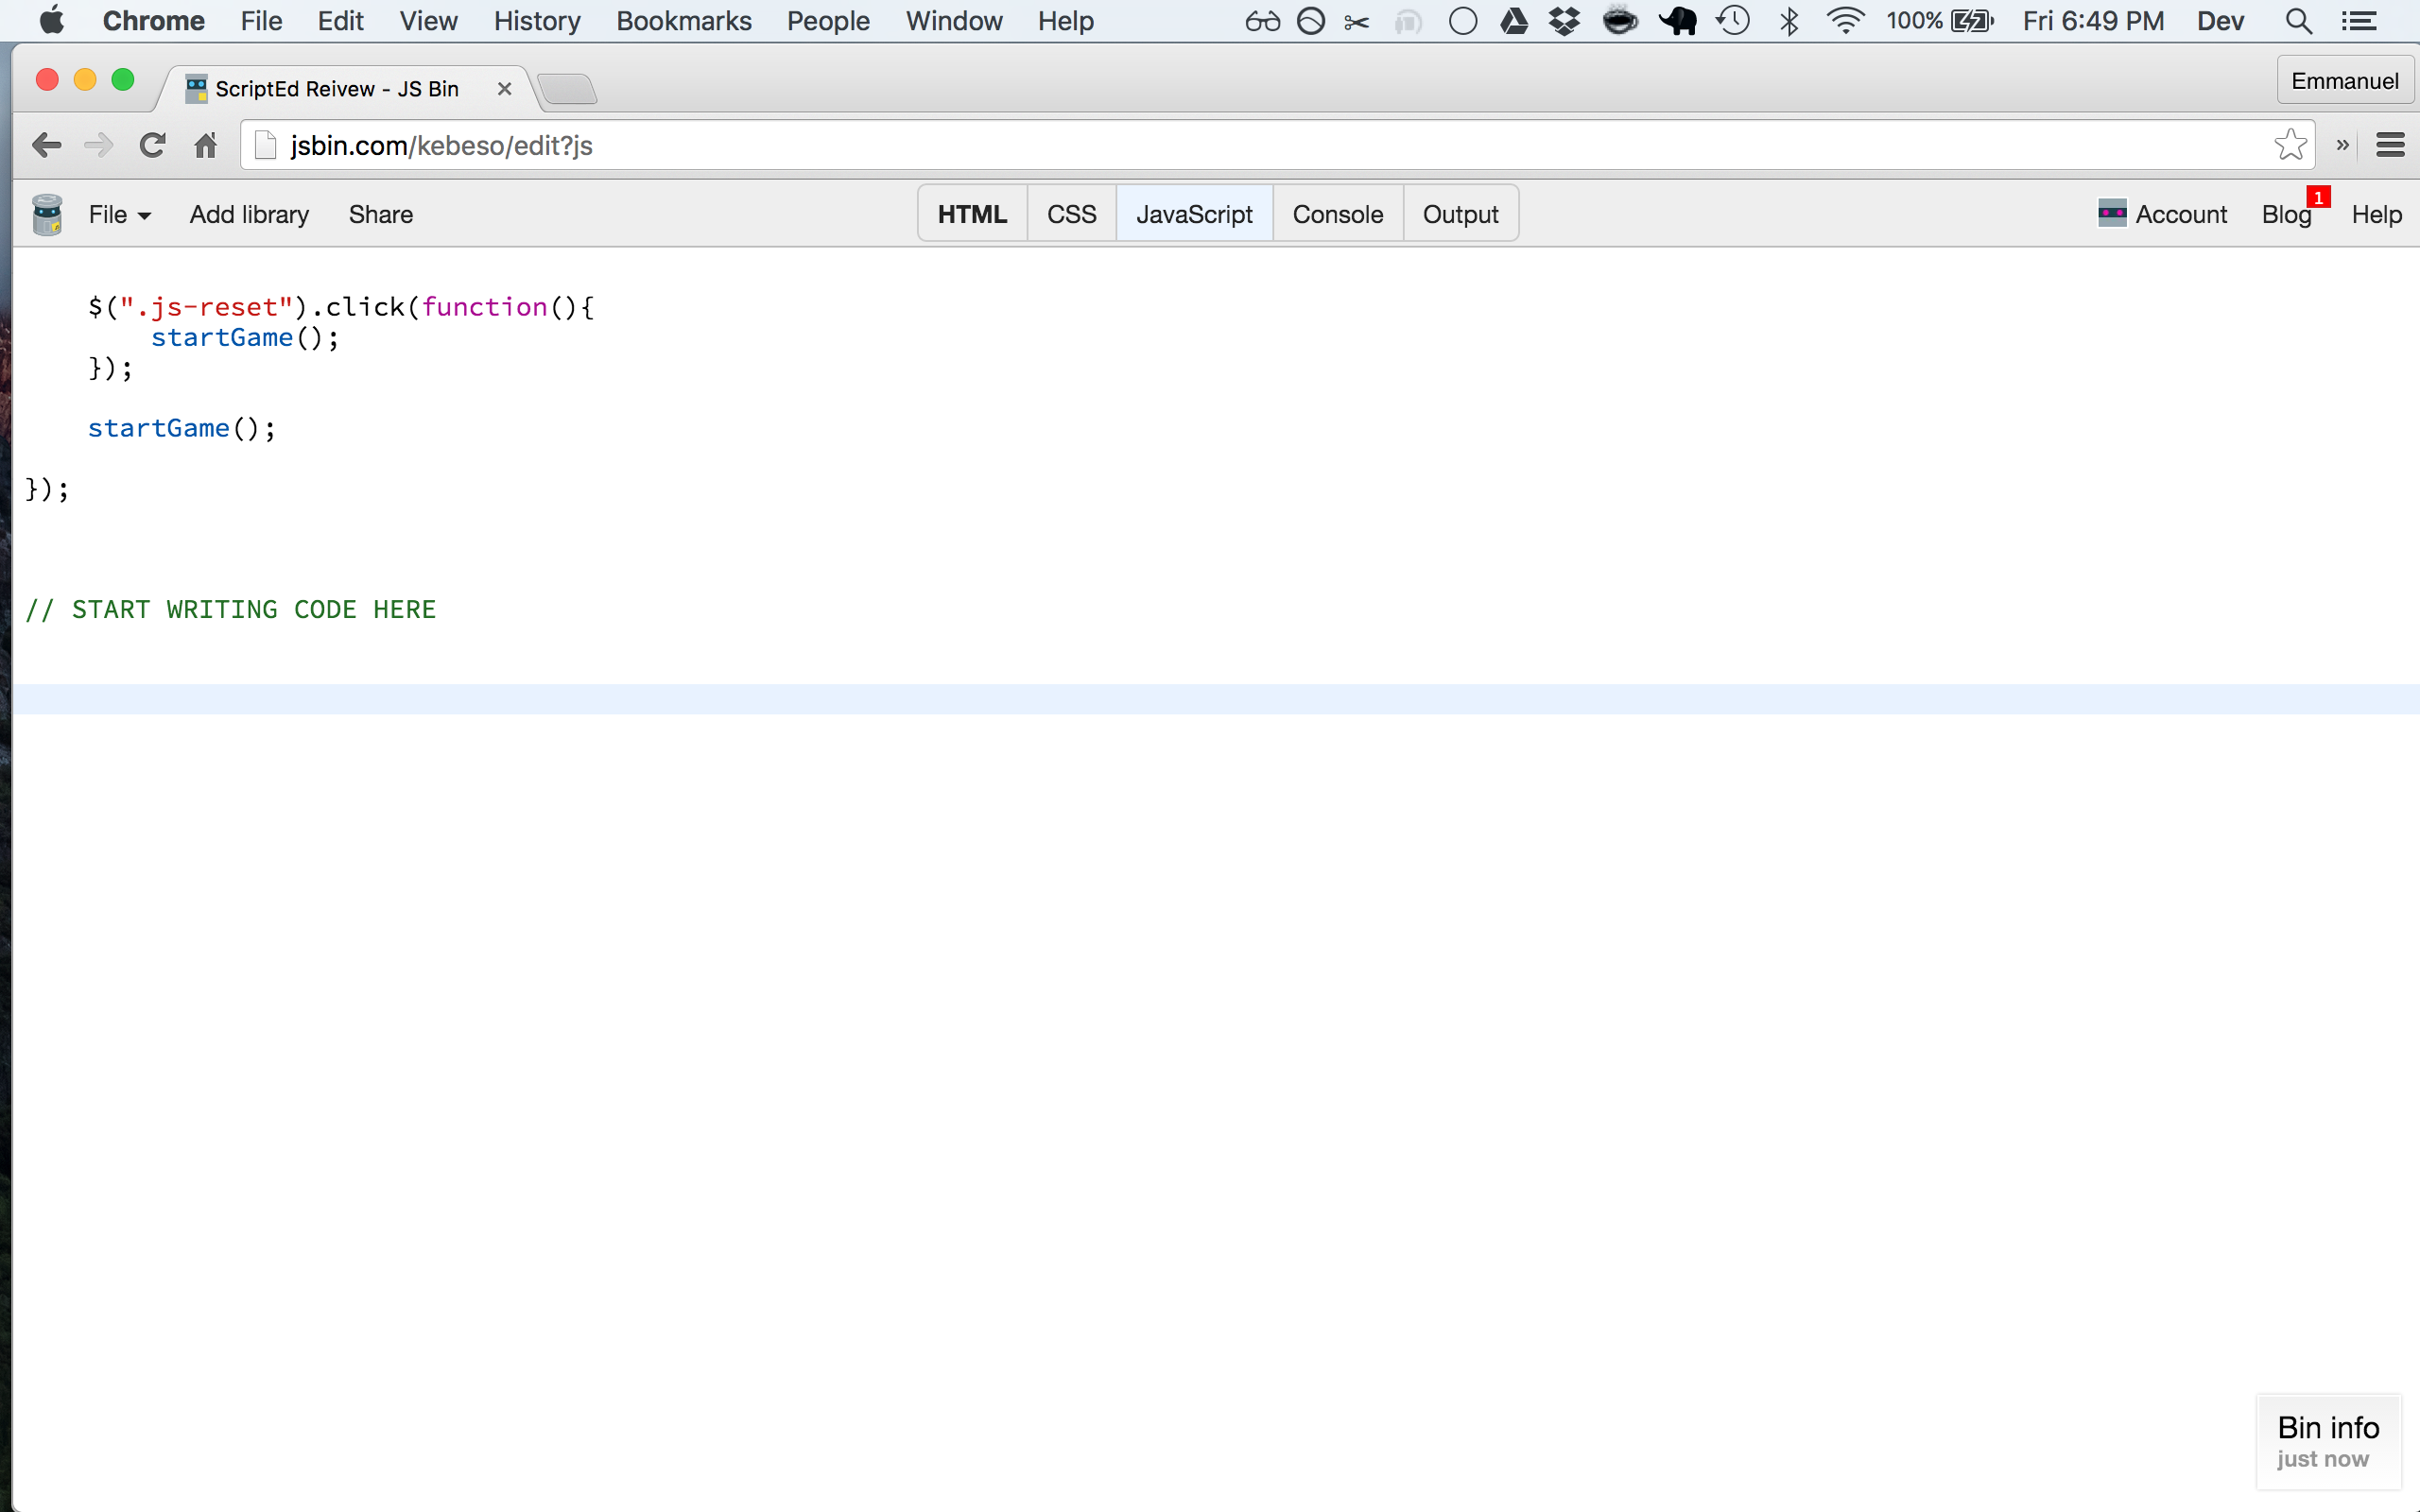 Chrome File Edit View History Bookmarks People Window Help 100% Fri 6:49 PM Dev
ScriptEd Reivew - JS Bin
Emmanuel
jsbin.com/kebeso/edit?js
File Add library Share HTML CSS JavaScript Console Output Account Blog 1 Help
$(".js-reset").click(function(){
startGame();
});
startGame();
});
// START WRITING CODE HERE
Bin info
just now